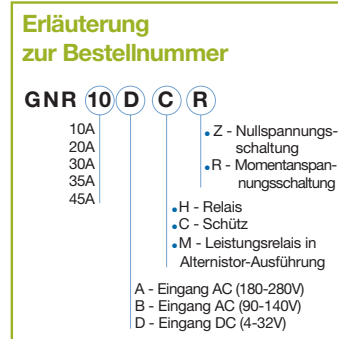 Erläuterung
zur Bestellnummer
GNR 10 D C R
10A
20A
30A
35A
45A
Z - Nullspannungs-
schaltung
R - Momentanspan-
nungsschaltung
H - Relais
C - Schütz
M - Leistungsrelais in
Alternistor-Ausführung
A - Eingang AC (180-280V)
B - Eingang AC (90-140V)
D - Eingang DC (4-32V)